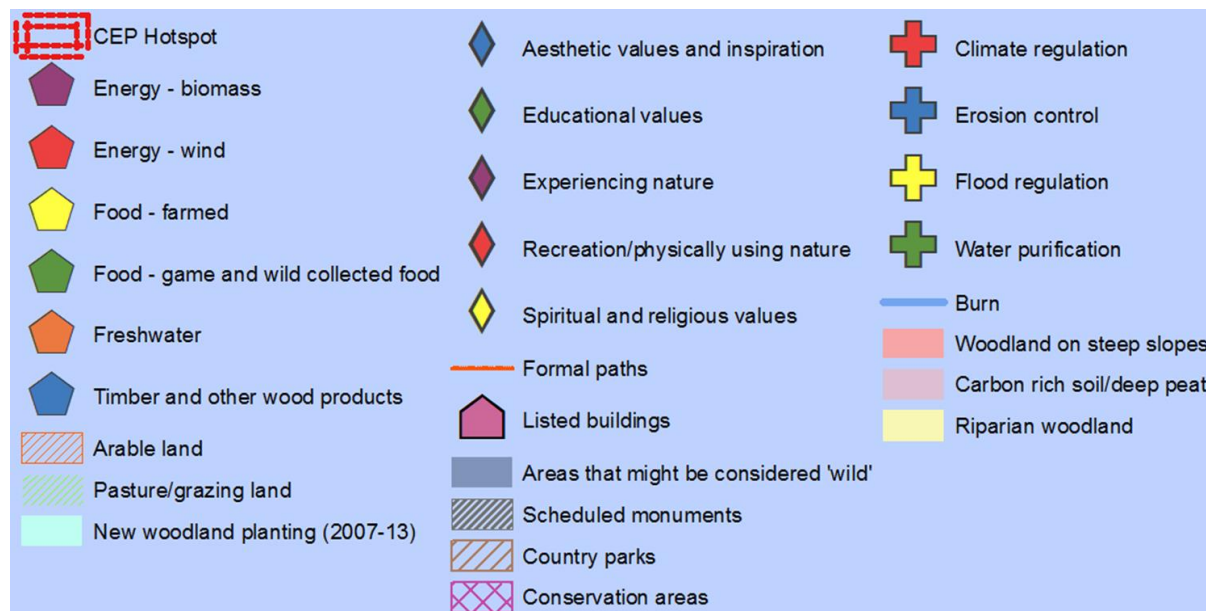 CEP Hotspot
Energy - biomass
Energy - wind
Food - farmed
Food - game and wild collected food
Freshwater
Timber and other wood products
Arable land
Pasture/grazing land
New woodland planting (2007-13)
Aesthetic values and inspiration
Educational values
Experiencing nature
Recreation/physically using nature
Spiritual and religious values
Formal paths
Listed buildings
Areas that might be considered 'wild'
Scheduled monuments
Country parks
Conservation areas
Climate regulation
Erosion control
Flood regulation
Water purification
Burn
Woodland on steep slopes
Carbon rich soil/deep peat
Riparian woodland